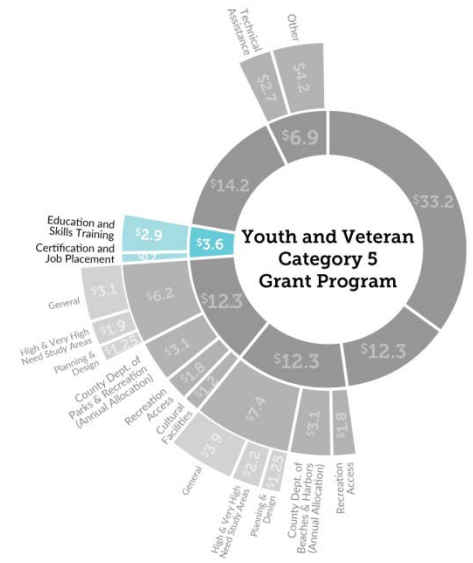 Technical
Assistance
Other
$2.7
$4.2
$6.9
$14.2
$33.2
Education and
Skills Training
$2.9
$3.6
Certification and
Job Placement
$0.7
Youth and Veteran
Category 5
Grant Program
General
$3.1
$6.2
$12.3
High & Very High
Need Study Areas
$1.9
Planning &
Design
$1.25
County Dept. of
Parks & Recreation
(Annual Allocation)
$3.1
Recreation
Access
$1.8
Cultural
Facilities
$1.2
$12.3
$12.3
$7.4
General
$3.9
High & Very High
Need Study Areas
$2.2
Planning &
Design
$1.25
County Dept. of
Beaches & Harbors
(Annual Allocation)
$3.1
Recreation
Access
$1.8